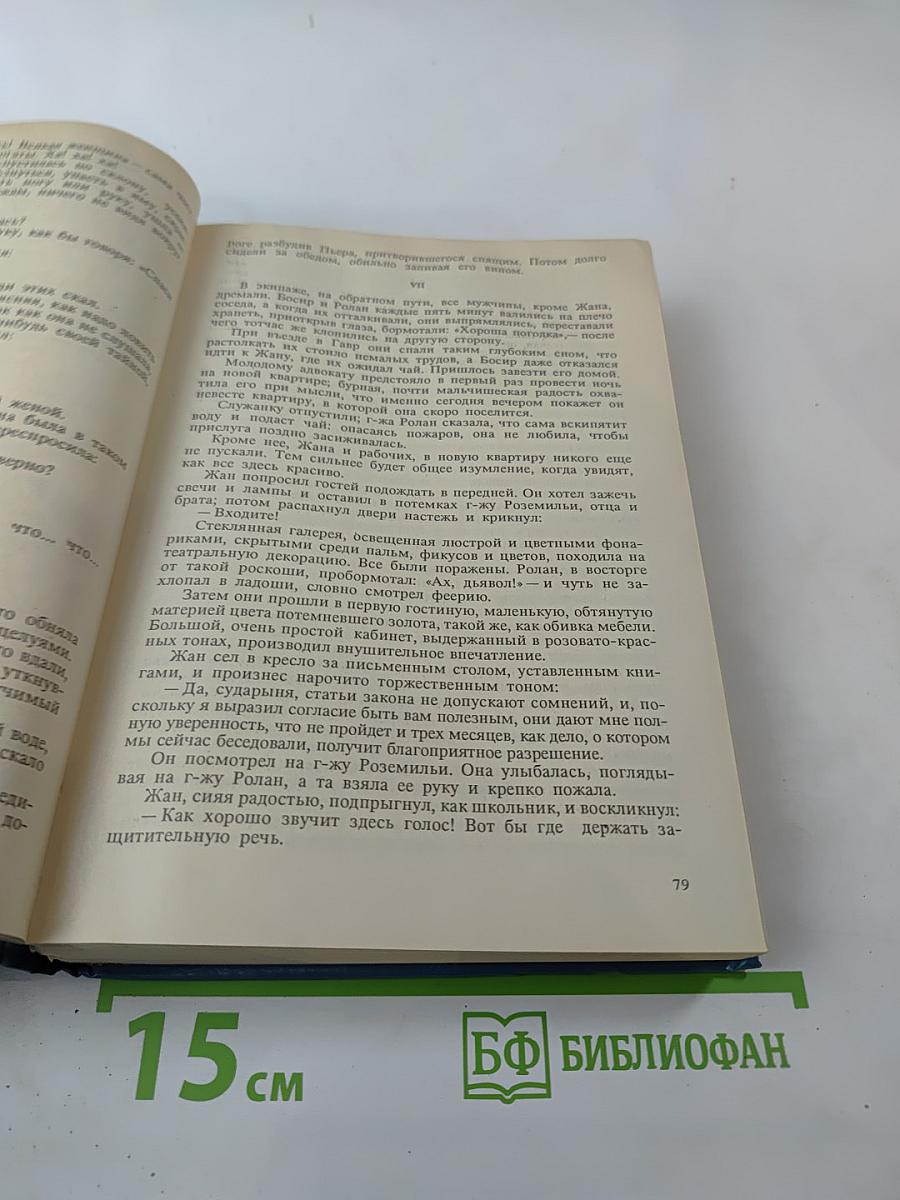 что... что...
женой.
на была в таком
верно?
то обняла
целуями.
то вдали,
уткнув-
воде,
еди-
до-
роге разбудив Пьера, притворившегося спящим. Потом долго
сидели за обедом, обильно запивая его вином.
VII
В экипаже, на обратном пути, все мужчины, кроме Жана,
дремали. Босир и Ролан каждые пять минут валились на плечо
соседа, а когда их отталкивали, они выпрямлялись, переставали
храпеть, приоткрыв глаза, бормотали: «Хороша погодка»,— после
чего тотчас же клонились на другую сторону.
При въезде в Гавр они спали таким глубоким сном, что
растолкать их стоило немалых трудов, а Босир даже отказался
идти к Жану, где их ожидал чай. Пришлось завезти его домой.
Молодому адвокату предстояло в первый раз провести ночь
на новой квартире; бурная, почти мальчишеская радость охва-
тила его при мысли, что именно сегодня вечером покажет он
невесте квартиру, в которой она скоро поселится.
Служанку отпустили; г-жа Ролан сказала, что сама вскипятит
воду и подаст чай: опасаясь пожаров, она не любила, чтобы
прислуга поздно засиживалась.
Кроме нее, Жана и рабочих, в новую квартиру никого еще
не пускали. Тем сильнее будет общее изумление, когда увидят,
как все здесь красиво.
Жан попросил гостей подождать в передней. Он хотел зажечь
свечи и лампы и оставил в потемках г-жу Роземильи, отца и
брата; потом распахнул двери настежь и крикнул:
— Входите!
Стеклянная галерея, освещенная люстрой и цветными фона-
риками, скрытыми среди пальм, фикусов и цветов, походила на
театральную декорацию. Все были поражены. Ролан, в восторге
от такой роскоши, пробормотал: «Ах, дьявол!» — и чуть не за-
хлопал в ладоши, словно смотрел феерию.
Затем они прошли в первую гостиную, маленькую, обтянутую
материей цвета потемневшего золота, такой же, как обивка мебели.
Большой, очень простой кабинет, выдержанный в розовато-крас-
ных тонах, производил внушительное впечатление.
Жан сел в кресло за письменным столом, уставленным кни-
гами, и произнес нарочито торжественным тоном:
— Да, сударыня, статьи закона не допускают сомнений, и, по-
скольку я выразил согласие быть вам полезным, они дают мне пол-
ную уверенность, что не пройдет и трех месяцев, как дело, о котором
мы сейчас беседовали, получит благоприятное разрешение.
Он посмотрел на г-жу Роземильи. Она улыбалась, погляды-
вая на г-жу Ролан, а та взяла ее руку и крепко пожала.
Жан, сияя радостью, подпрыгнул, как школьник, и воскликнул:
— Как хорошо звучит здесь голос! Вот бы где держать за-
щитительную речь.
79
15 см
БФ БИБЛИОФАН